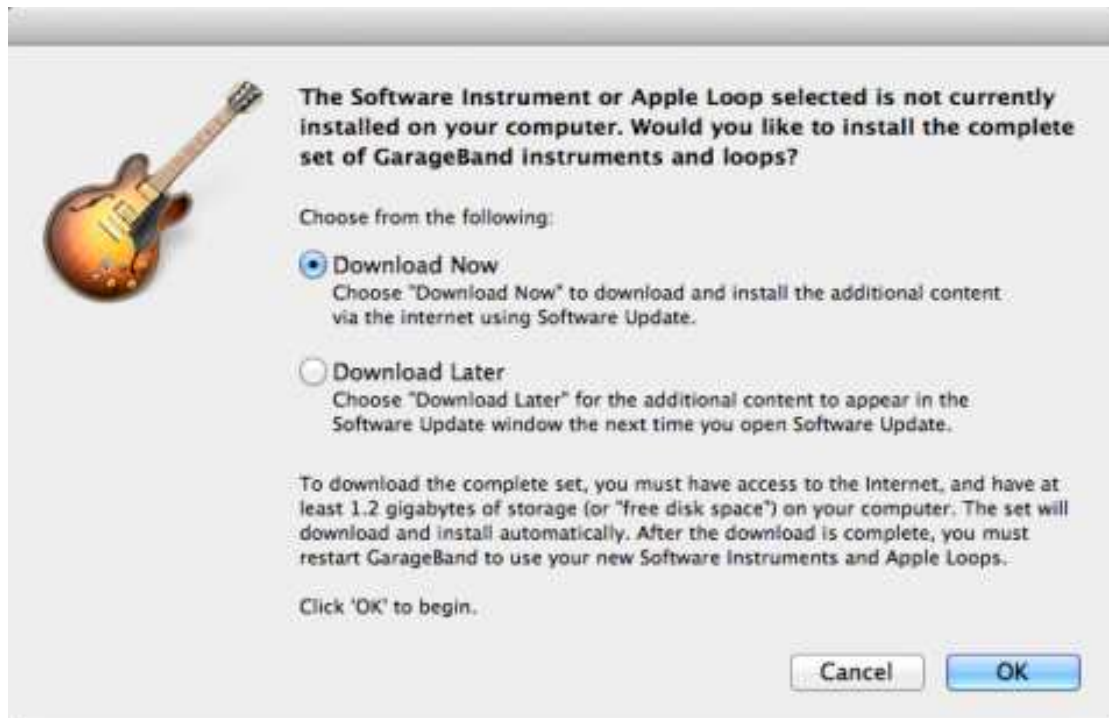 The Software Instrument or Apple Loop selected is not currently
installed on your computer. Would you like to install the complete
set of GarageBand instruments and loops?
Choose from the following:
Download Now
Choose "Download Now" to download and install the additional content
via the internet using Software Update.
Download Later
Choose "Download Later" for the additional content to appear in the
Software Update window the next time you open Software Update.
To download the complete set, you must have access to the Internet, and have at
least 1.2 gigabytes of storage (or "free disk space") on your computer. The set will
download and install automatically. After the download is complete, you must
restart GarageBand to use your new Software Instruments and Apple Loops.
Click 'OK' to begin.
Cancel OK